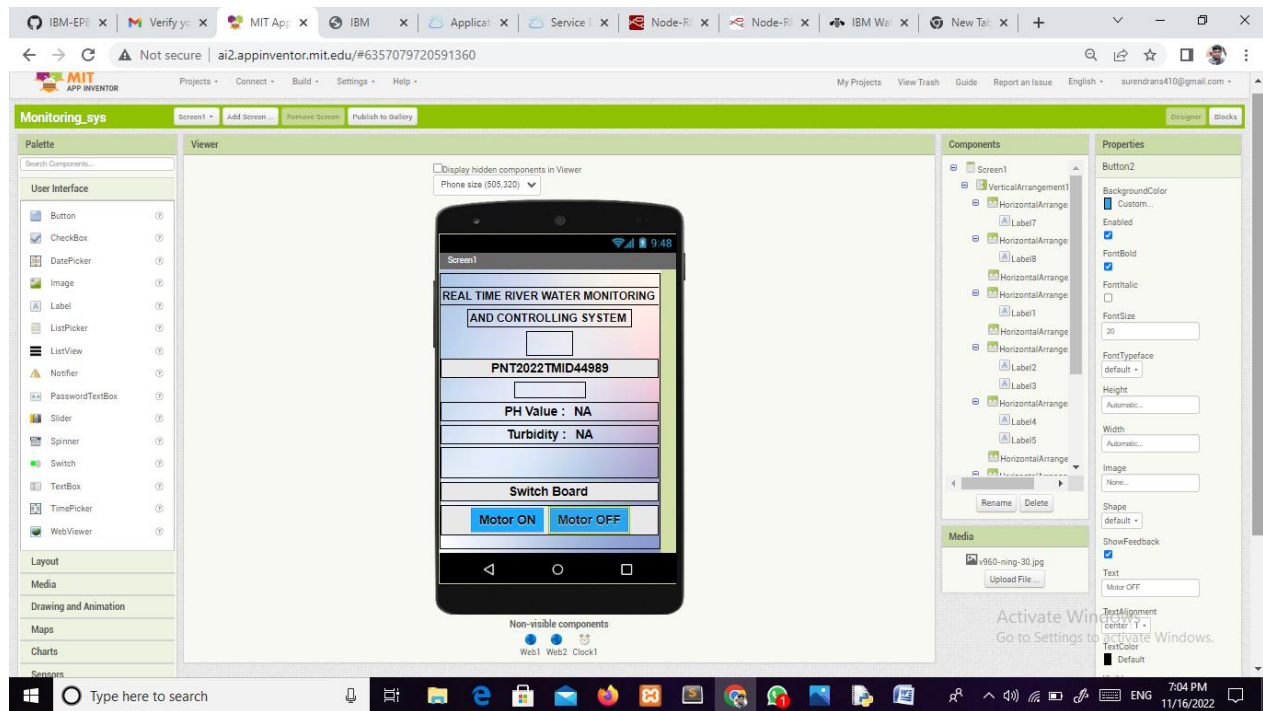 IBM-EPE
Verify yo
MIT App
IBM
Applicat
Service D
Node-RE
Node-RE
IBM Wat
New Tab
Not secure
ai2.appinventor.mit.edu/#6357079720591360
MIT
APP INVENTOR
Projects
Connect
Build
Settings
Help
My Projects
View Trash
Guide
Report an Issue
English
surendrans410@gmail.com
Monitoring_sys
Screen1
Add Screen ...
Remove Screen
Publish to Gallery
Designer
Blocks
Palette
Search Components...
User Interface
Button
CheckBox
DatePicker
Image
Label
ListPicker
ListView
Notifier
PasswordTextBox
Slider
Spinner
Switch
TextBox
TimePicker
WebViewer
Layout
Media
Drawing and Animation
Maps
Charts
Sensors
Viewer
Display hidden components in Viewer
Phone size (505,320)
9:48
Screen1
REAL TIME RIVER WATER MONITORING
AND CONTROLLING SYSTEM
PNT2022TMID44989
PH Value : NA
Turbidity : NA
Switch Board
Motor ON
Motor OFF
Non-visible components
Web1 Web2 Clock1
Components
Screen1
VerticalArrangement1
HorizontalArrange
Label7
HorizontalArrange
Label8
HorizontalArrange
HorizontalArrange
Label1
HorizontalArrange
HorizontalArrange
Label2
Label3
HorizontalArrange
Label4
Label5
HorizontalArrange
Rename
Delete
Media
v960-ning-30.jpg
Upload File ...
Properties
Button2
BackgroundColor
Custom...
Enabled
FontBold
FontItalic
FontSize
20
FontTypeface
default
Height
Automatic...
Width
Automatic...
Image
None...
Shape
default
ShowFeedback
Text
Motor OFF
TextAlignment
center : 1
TextColor
Default
Activate Windows
Go to Settings to activate Windows.
Type here to search
ENG
7:04 PM
11/16/2022